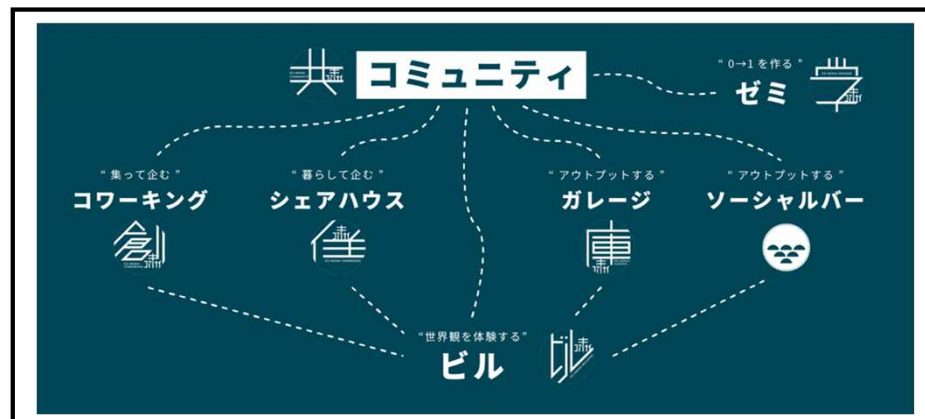 コミュニティ
“ 0→1 を作る ”
ゼミ
“ 集って企む ”
コワーキング
“ 暮らして企む ”
シェアハウス
“ アウトプットする ”
ガレージ
“ アウトプットする ”
ソーシャルバー
“世界観を体験する”
ビル